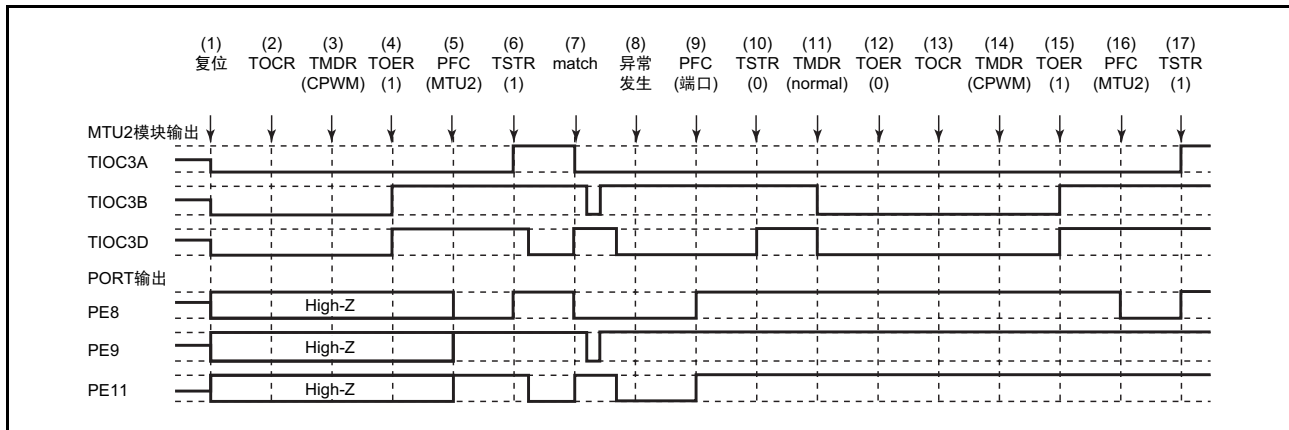 (1) (2) (3) (4) (5) (6) (7) (8) (9) (10) (11) (12) (13) (14) (15) (16) (17)
复位 TOCR TMDR TOER PFC TSTR match 异常 PFC TSTR TMDR TOER TOCR TMDR TOER PFC TSTR
(CPWM) (1) (MTU2) (1) 发生 (端口) (0) (normal) (0) (CPWM) (1) (MTU2) (1)
MTU2模块输出
TIOC3A
TIOC3B
TIOC3D
PORT输出
PE8 High-Z
PE9 High-Z
PE11 High-Z